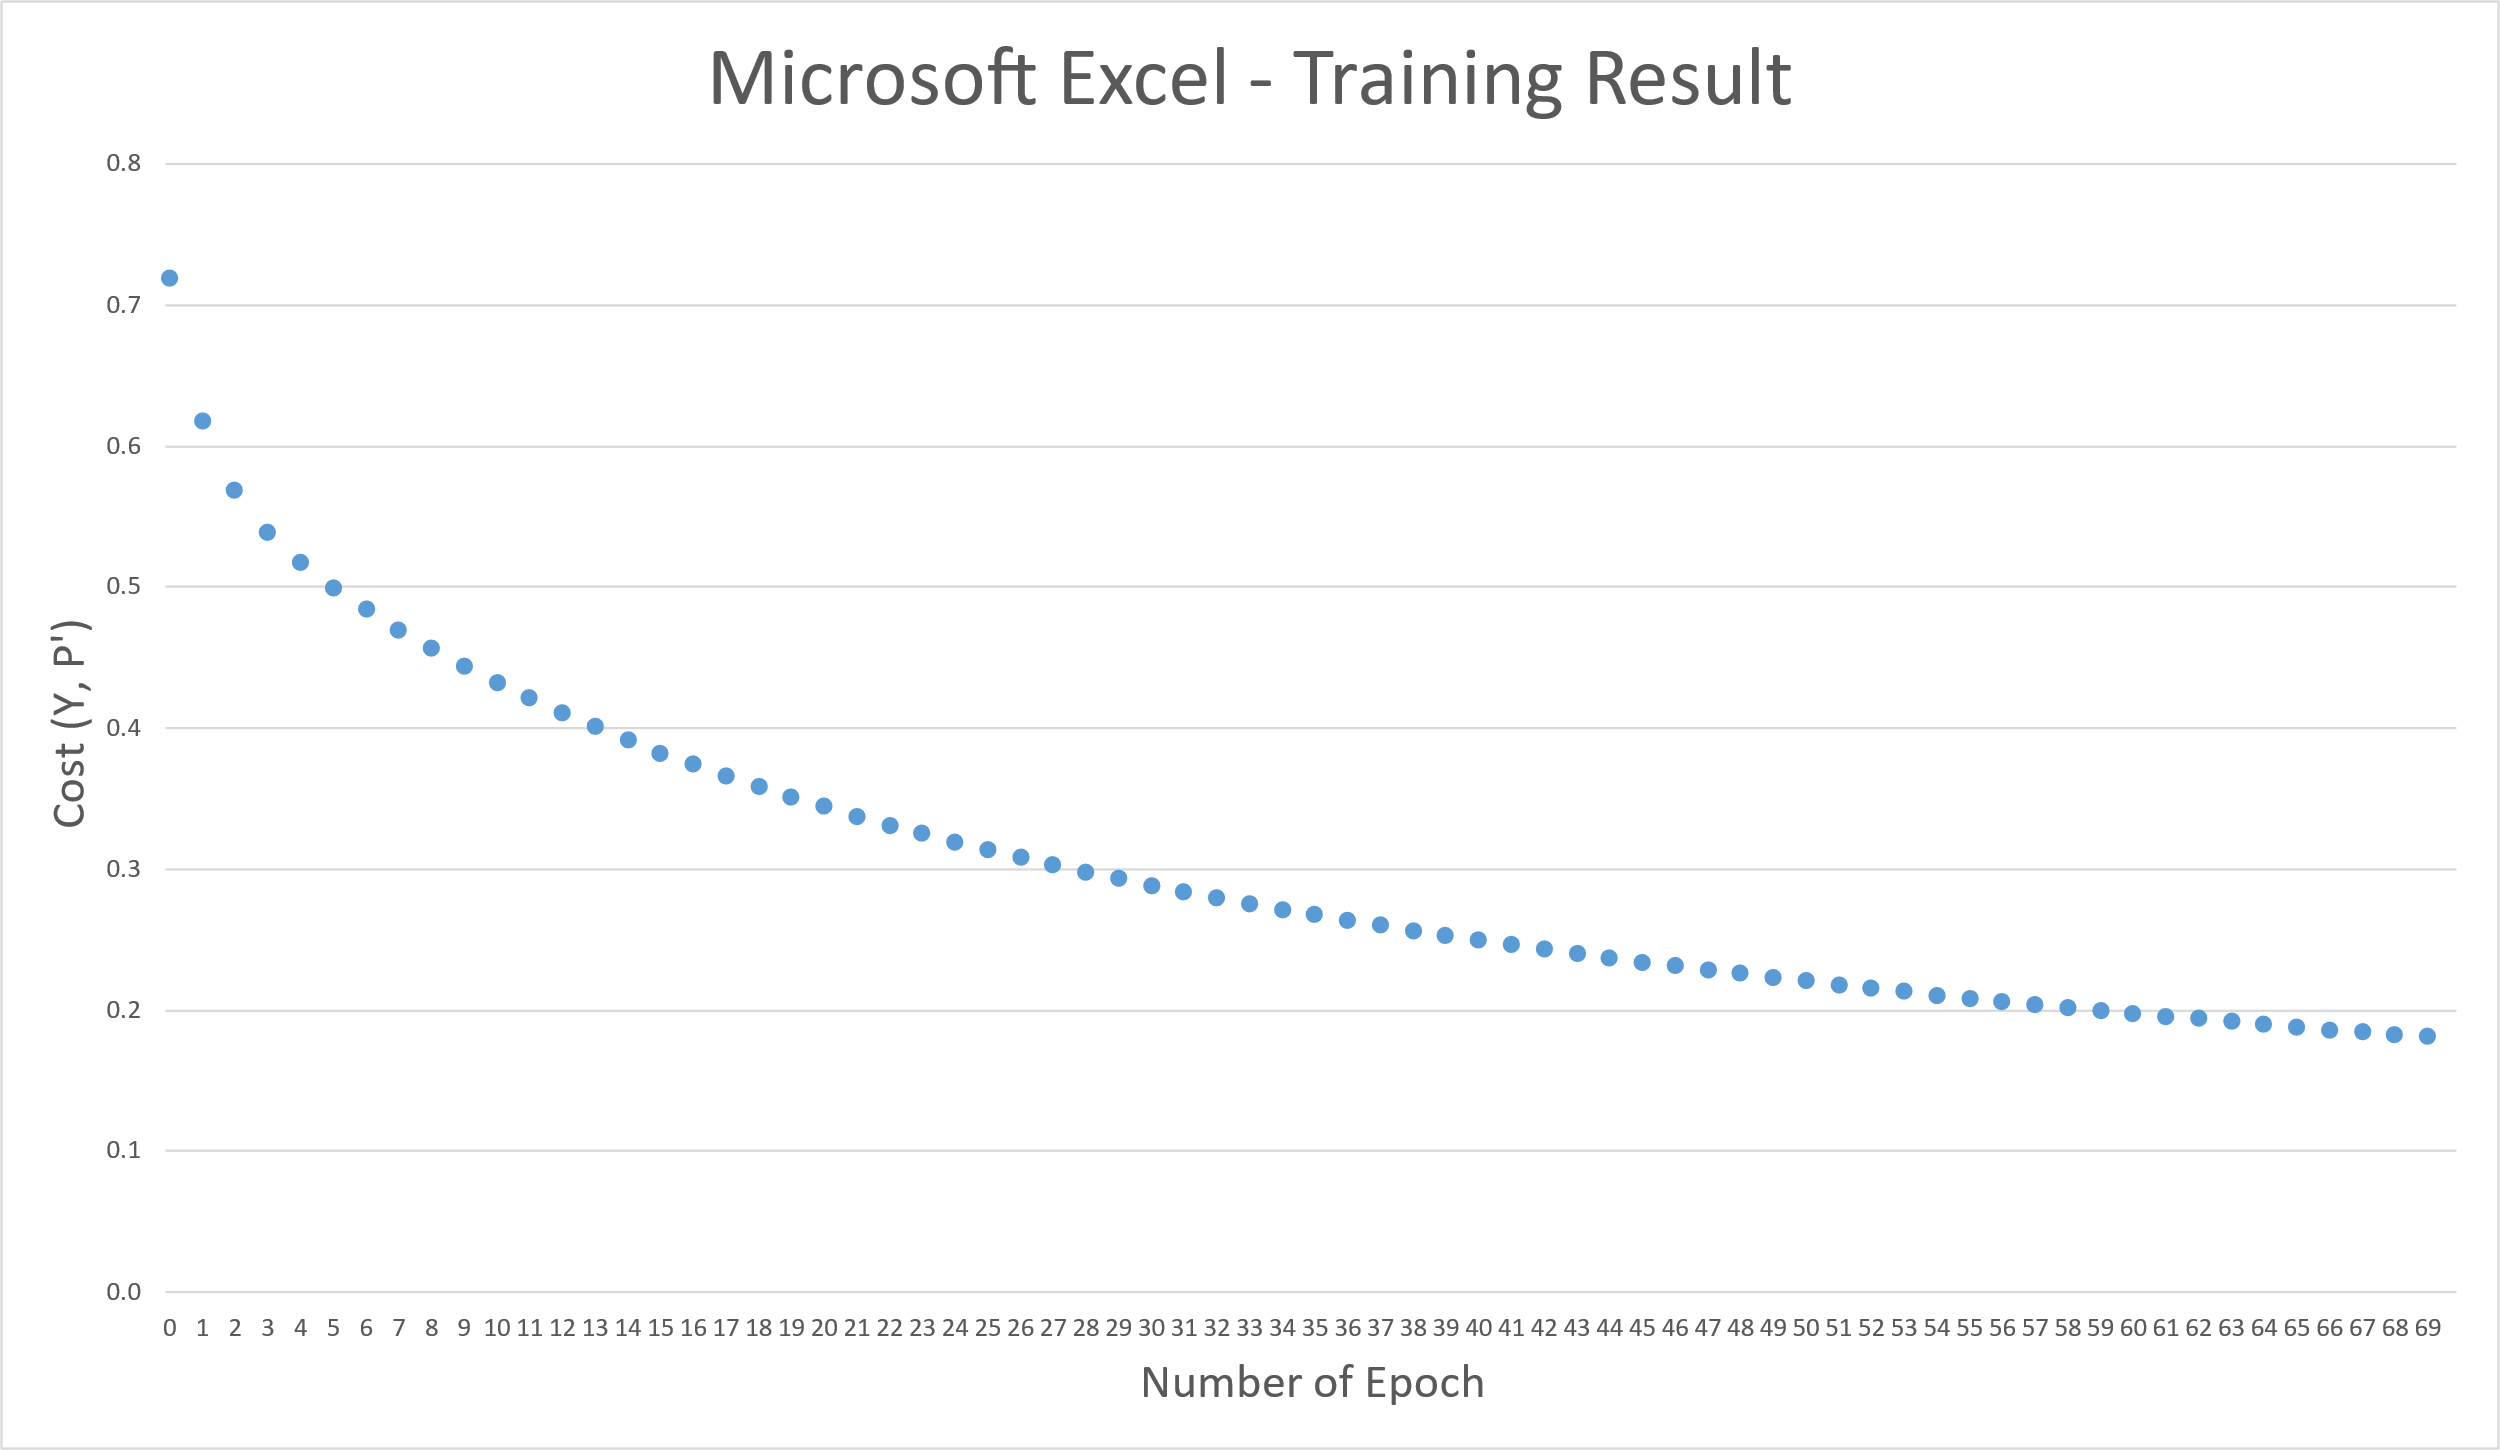 Microsoft Excel - Training Result
0.8
0.7
0.6
0.5
0.4
0.3
0.2
0.1
0.0
Cost (Y, P')
0 1 2 3 4 5 6 7 8 9 10 11 12 13 14 15 16 17 18 19 20 21 22 23 24 25 26 27 28 29 30 31 32 33 34 35 36 37 38 39 40 41 42 43 44 45 46 47 48 49 50 51 52 53 54 55 56 57 58 59 60 61 62 63 64 65 66 67 68 69
Number of Epoch